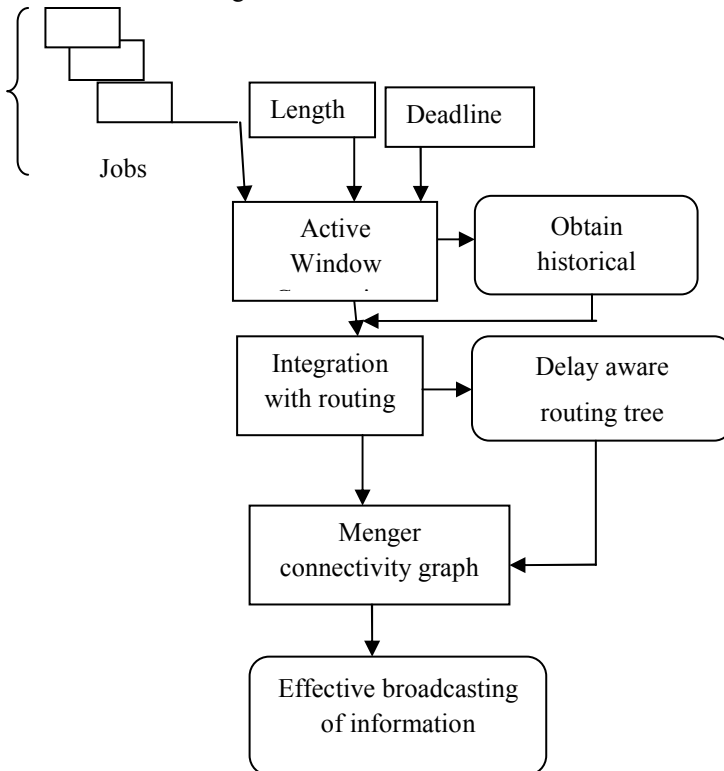 Length
Deadline
Jobs
Active
Window
Obtain
historical
Integration
with routing
Delay aware
routing tree
Menger
connectivity graph
Effective broadcasting
of information